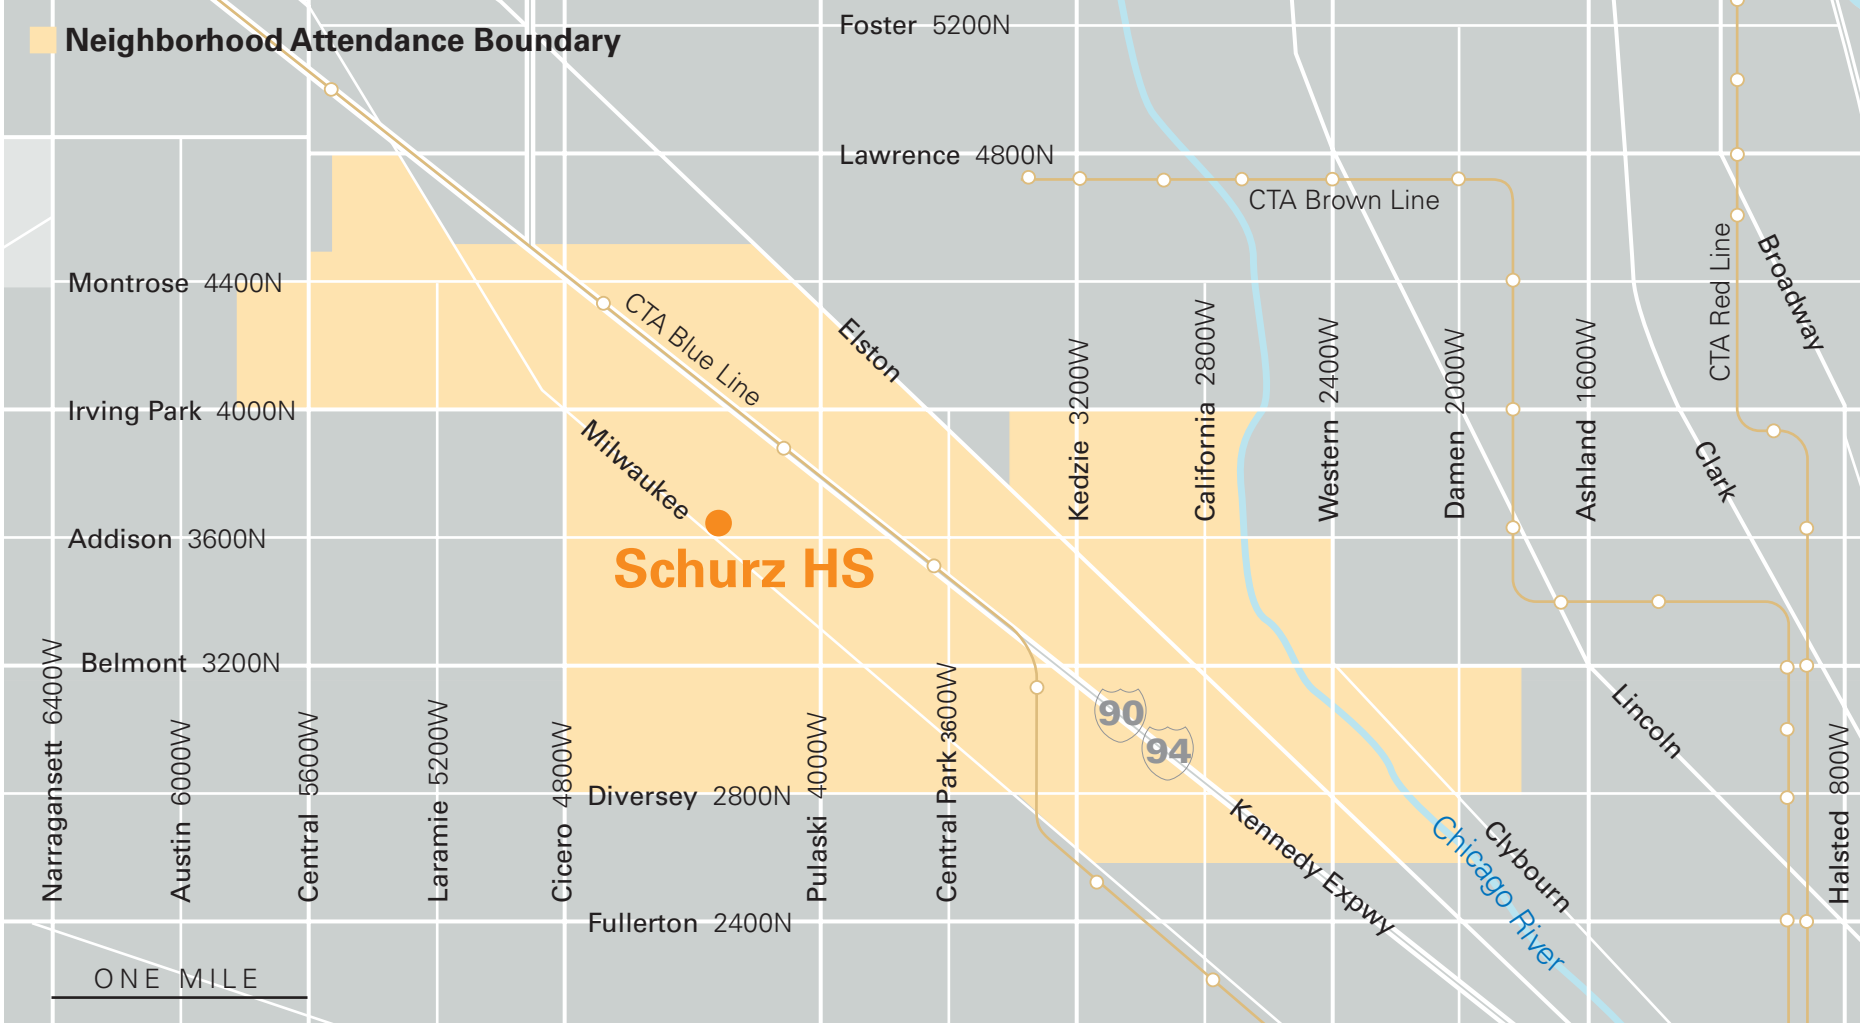 Neighborhood Attendance Boundary
Foster 5200N
Lawrence 4800N
CTA Brown Line
Montrose 4400N
CTA Blue Line
Elston
CTA Red Line
Broadway
Irving Park 4000N
Milwaukee
Kedzie 3200W
California 2800W
Western 2400W
Damen 2000W
Ashland 1600W
Clark
Addison 3600N
Schurz HS
Belmont 3200N
90
94
Lincoln
Narragansett 6400W
Austin 6000W
Central 5600W
Laramie 5200W
Cicero 4800W
Diversey 2800N
Pulaski 4000W
Central Park 3600W
Kennedy Expwy
Chicago River
Clybourn
Halsted 800W
Fullerton 2400N
ONE MILE